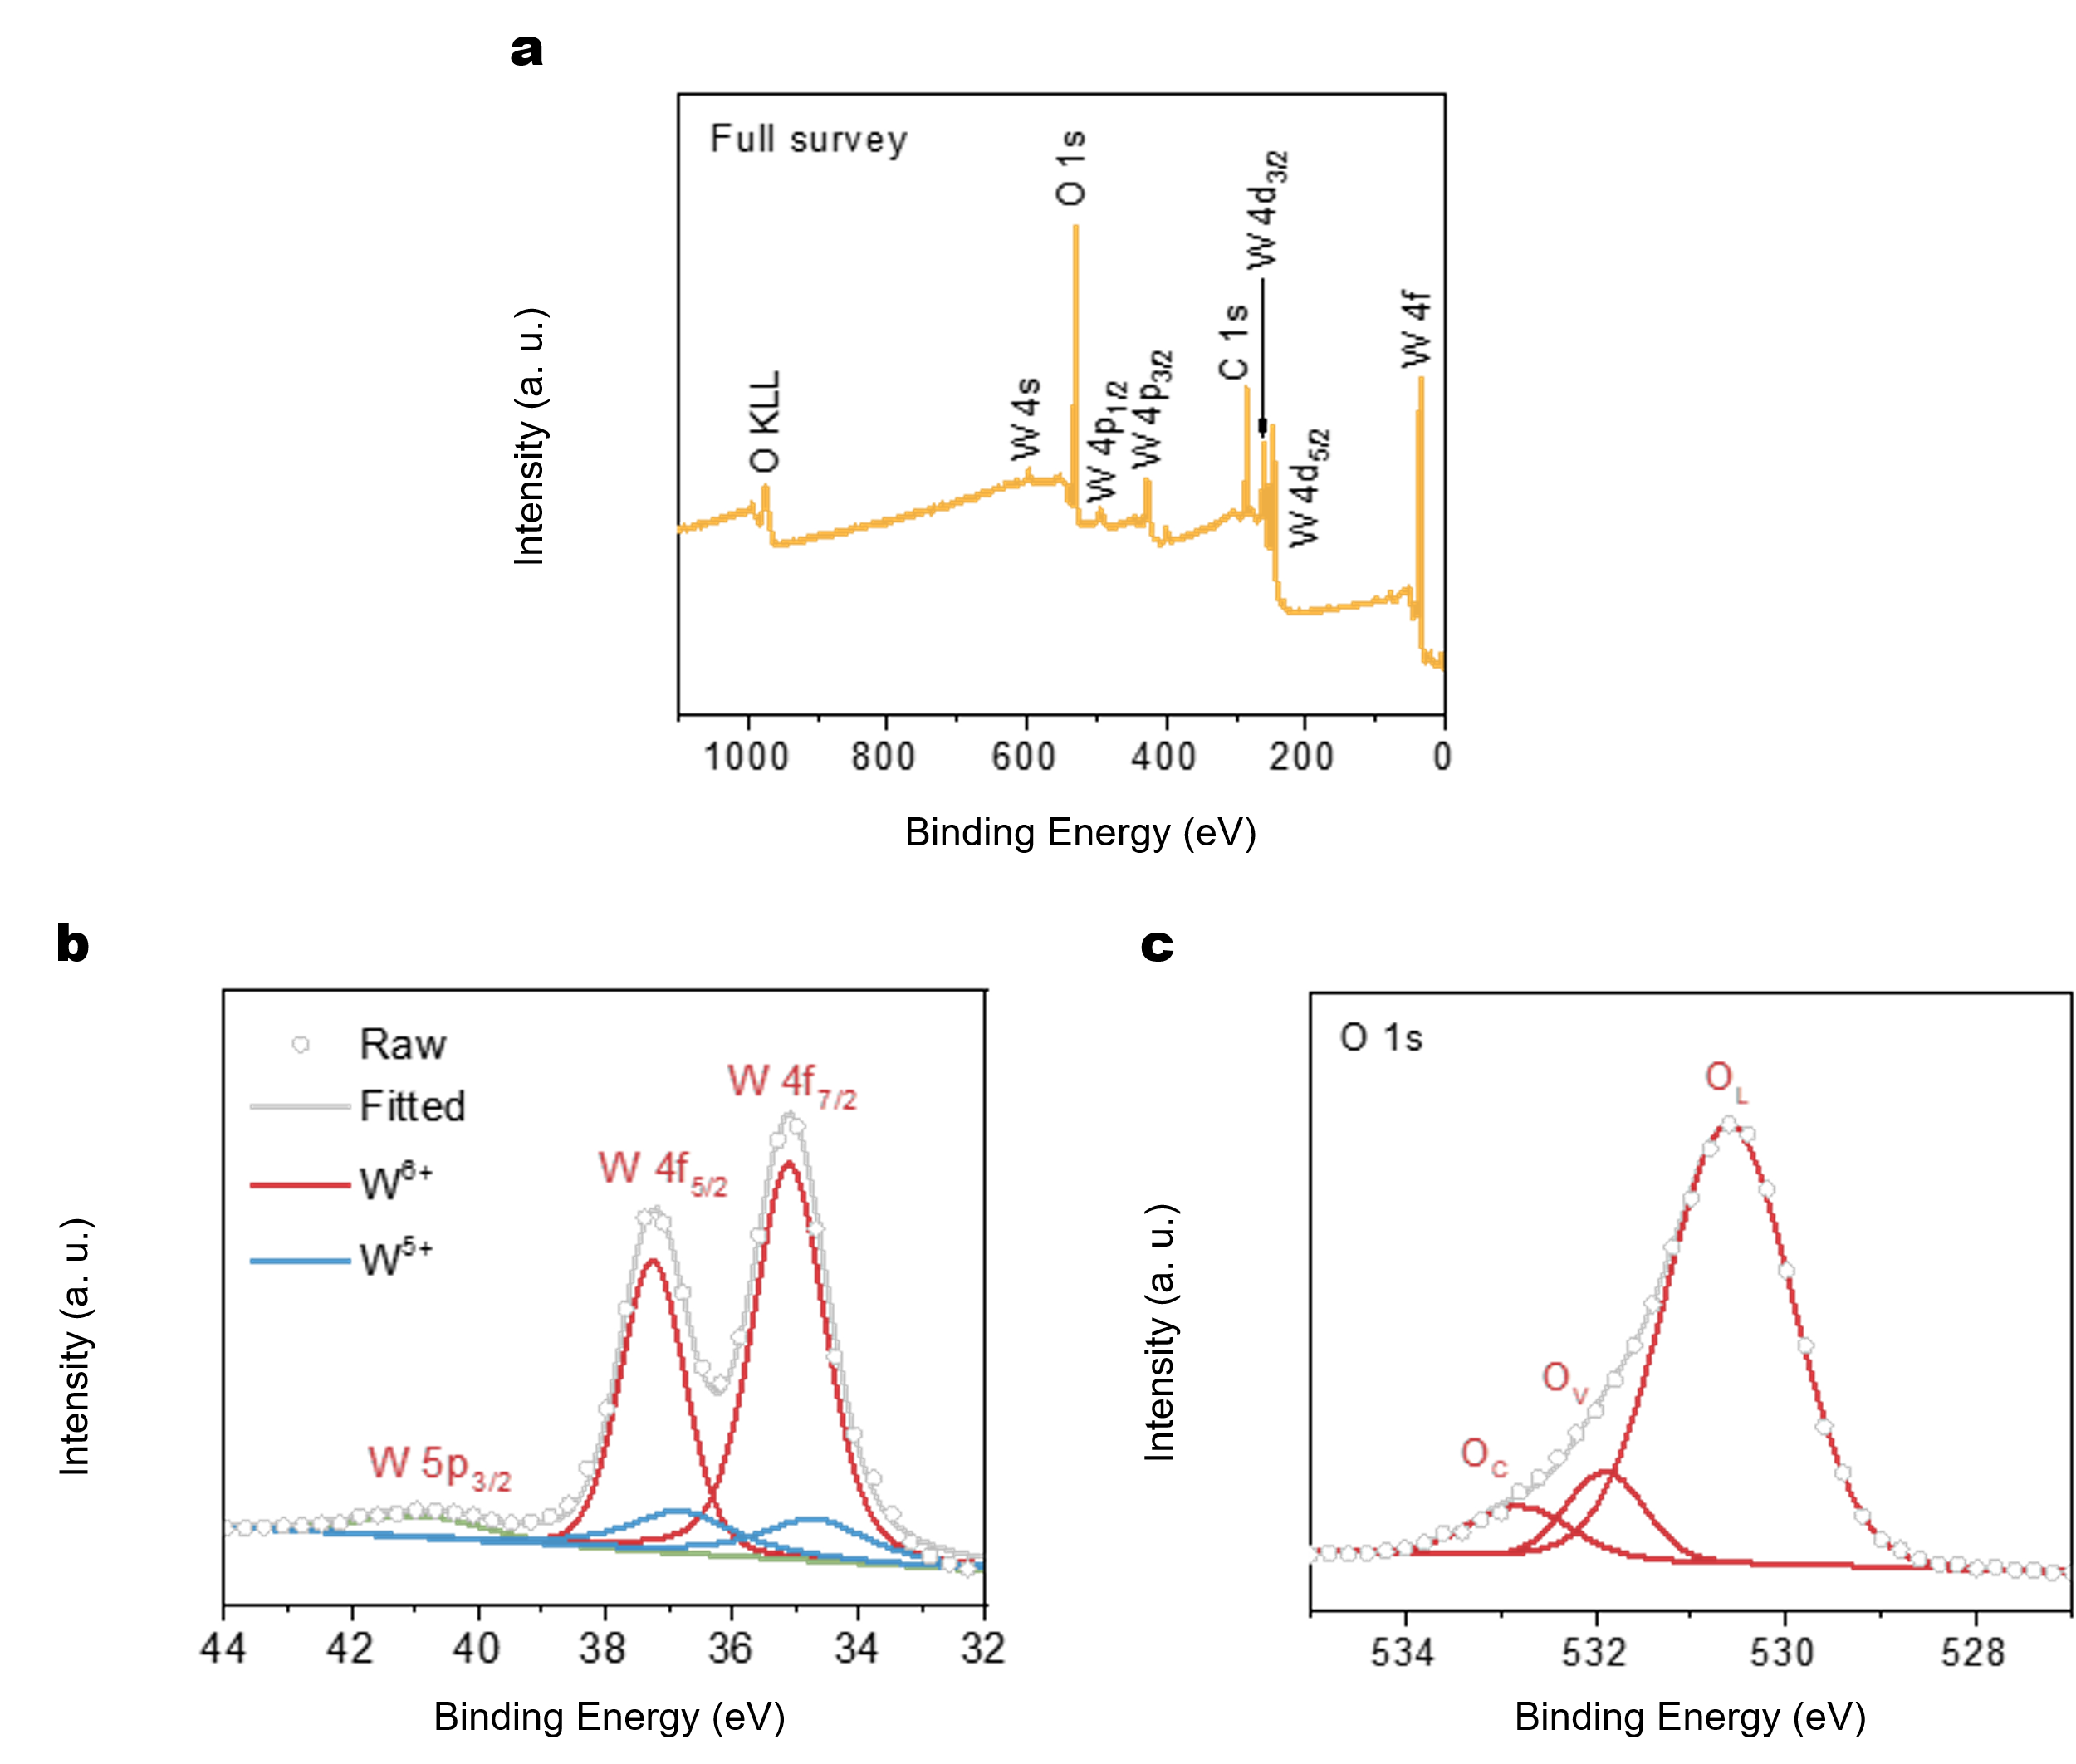 a
Full survey
O KLL
W 4s
O 1s
W 4p1/2
W 4p3/2
C 1s
W 4d3/2
W 4d5/2
W 4f
Intensity (a. u.)
1000 800 600 400 200 0
Binding Energy (eV)
b
Raw
Fitted
W6+
W5+
W 4f7/2
W 4f5/2
W 5p3/2
Intensity (a. u.)
44 42 40 38 36 34 32
Binding Energy (eV)
c
O 1s
OL
OV
OC
Intensity (a. u.)
534 532 530 528
Binding Energy (eV)